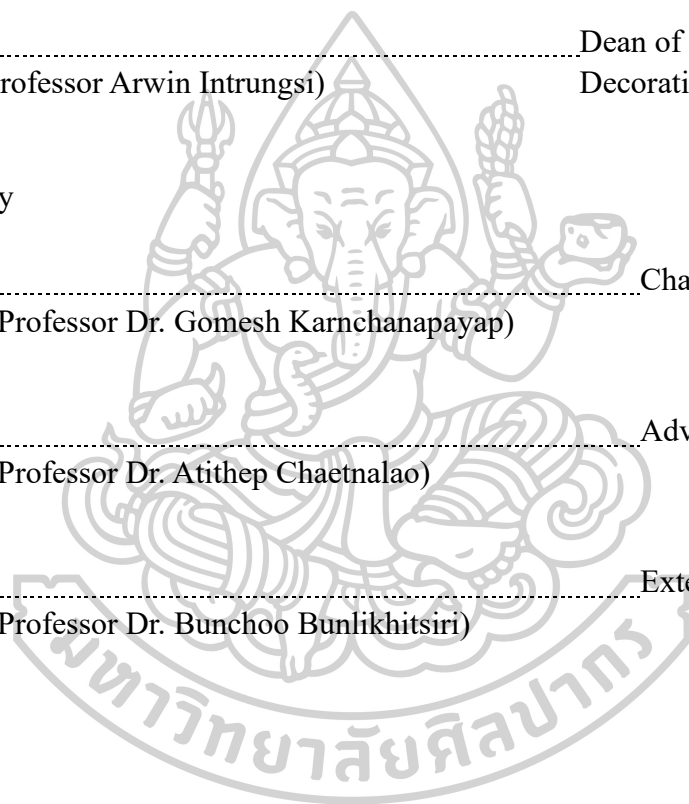 Dean of
rofessor Arwin Intrungsi) Decorati
y
Cha
Professor Dr. Gomesh Karnchanapayap)
Adv
Professor Dr. Atithep Chaetnalao)
Exte
Professor Dr. Bunchoo Bunlikhitsiri)
มหาวิทยาลัยศิลปากร